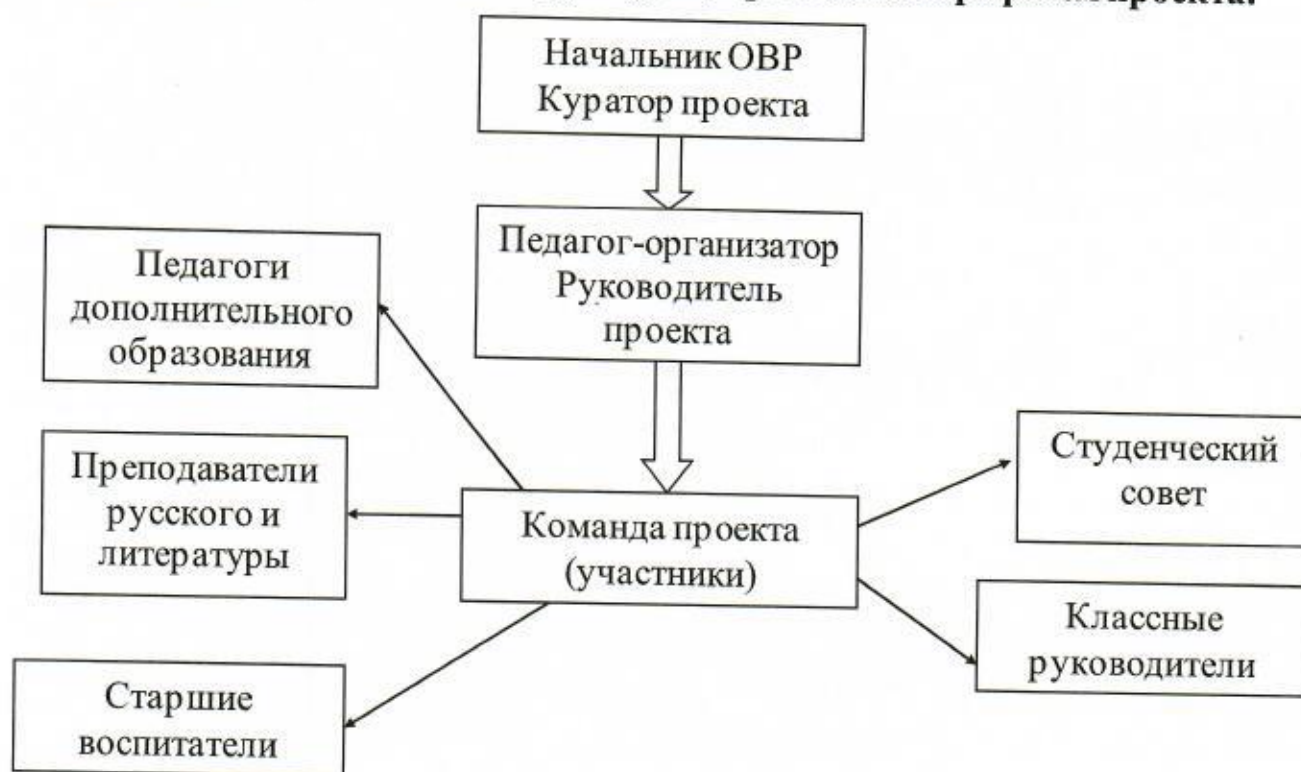 проекта.
Начальник ОВР
Куратор проекта
Педагог-организатор
Руководитель
проекта
Педагоги
дополнительного
образования
Преподаватели
русского и
литературы
Команда проекта
(участники)
Студенческий
совет
Классные
руководители
Старшие
воспитатели